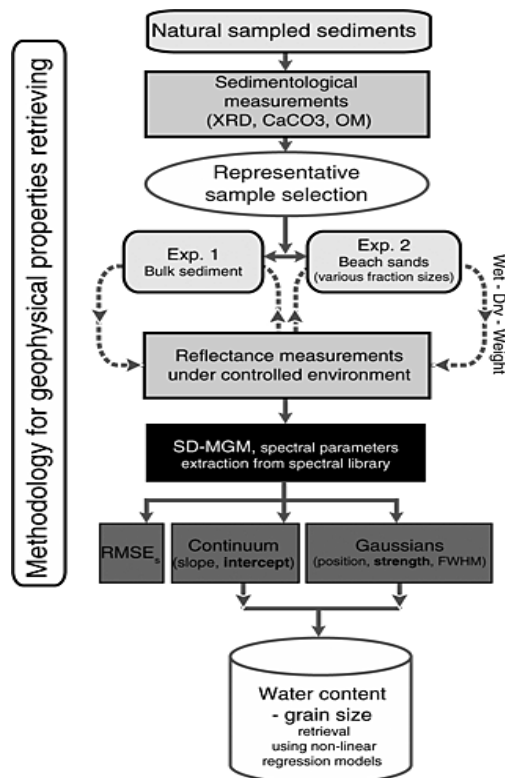 Methodology for geophysical properties retrieving
Natural sampled sediments
Sedimentological
measurements
(XRD, CaCO3, OM)
Representative
sample selection
Exp. 1
Bulk sediment
Exp. 2
Beach sands
(various fraction sizes)
Wet - Dry - Weight
Reflectance measurements
under controlled environment
SD-MGM, spectral parameters
extraction from spectral library
RMSEs
Continuum
(slope, intercept)
Gaussians
(position, strength, FWHM)
Water content
- grain size
retrieval
using non-linear
regression models